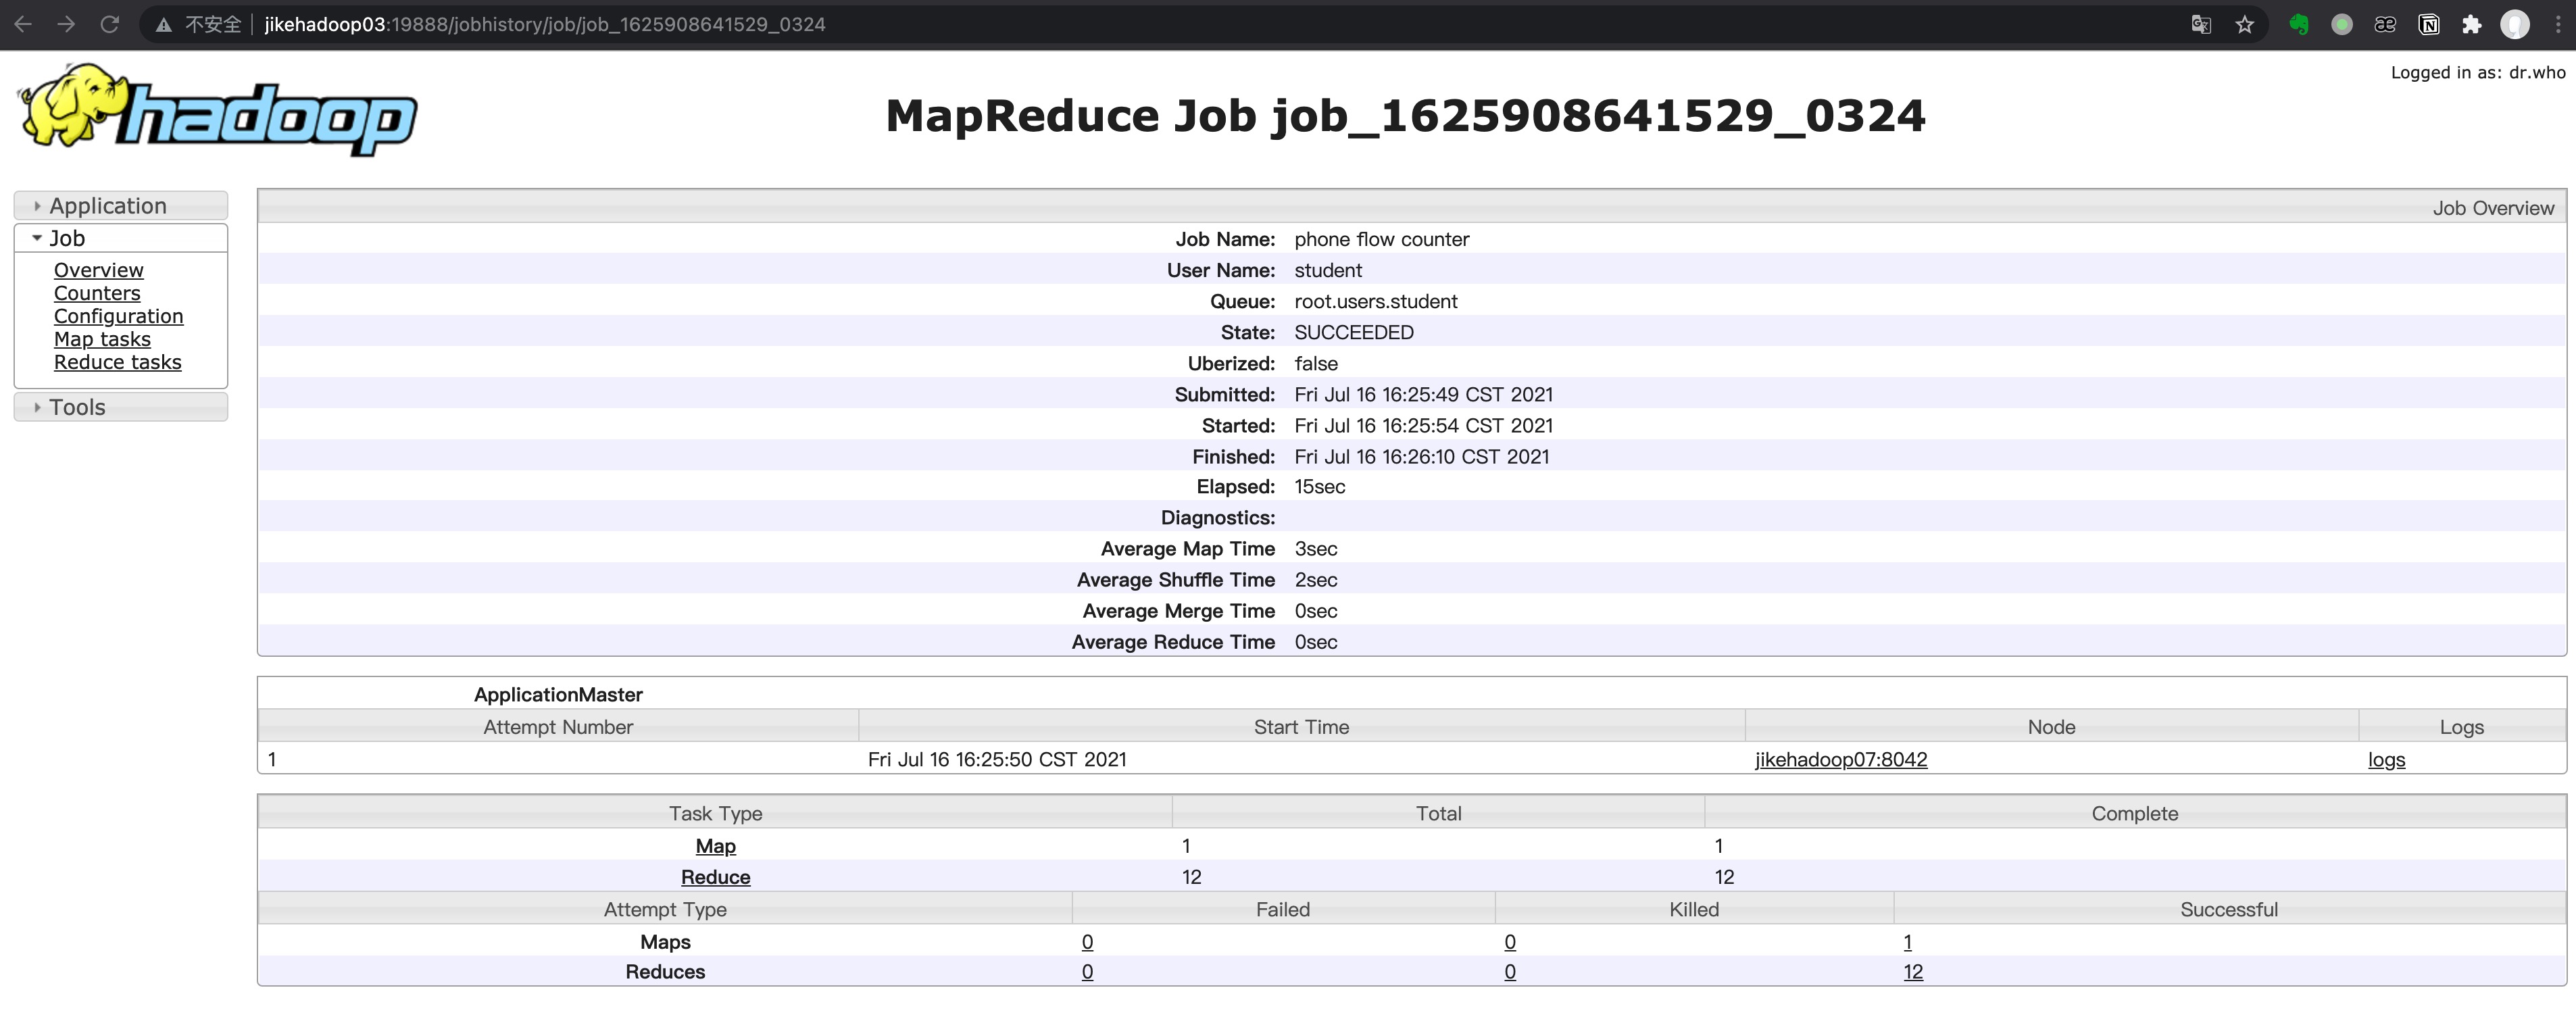 不安全 jikehadoop03:19888/jobhistory/job/job_1625908641529_0324
Logged in as: dr.who
hadoop
MapReduce Job job_1625908641529_0324
Application
Job
Overview
Counters
Configuration
Map tasks
Reduce tasks
Tools
Job Overview
Job Name: phone flow counter
User Name: student
Queue: root.users.student
State: SUCCEEDED
Uberized: false
Submitted: Fri Jul 16 16:25:49 CST 2021
Started: Fri Jul 16 16:25:54 CST 2021
Finished: Fri Jul 16 16:26:10 CST 2021
Elapsed: 15sec
Diagnostics:
Average Map Time 3sec
Average Shuffle Time 2sec
Average Merge Time 0sec
Average Reduce Time 0sec
ApplicationMaster
Attempt Number Start Time Node Logs
1 Fri Jul 16 16:25:50 CST 2021 jikehadoop07:8042 logs
Task Type Total Complete
Map 1 1
Reduce 12 12
Attempt Type Failed Killed Successful
Maps 0 0 1
Reduces 0 0 12